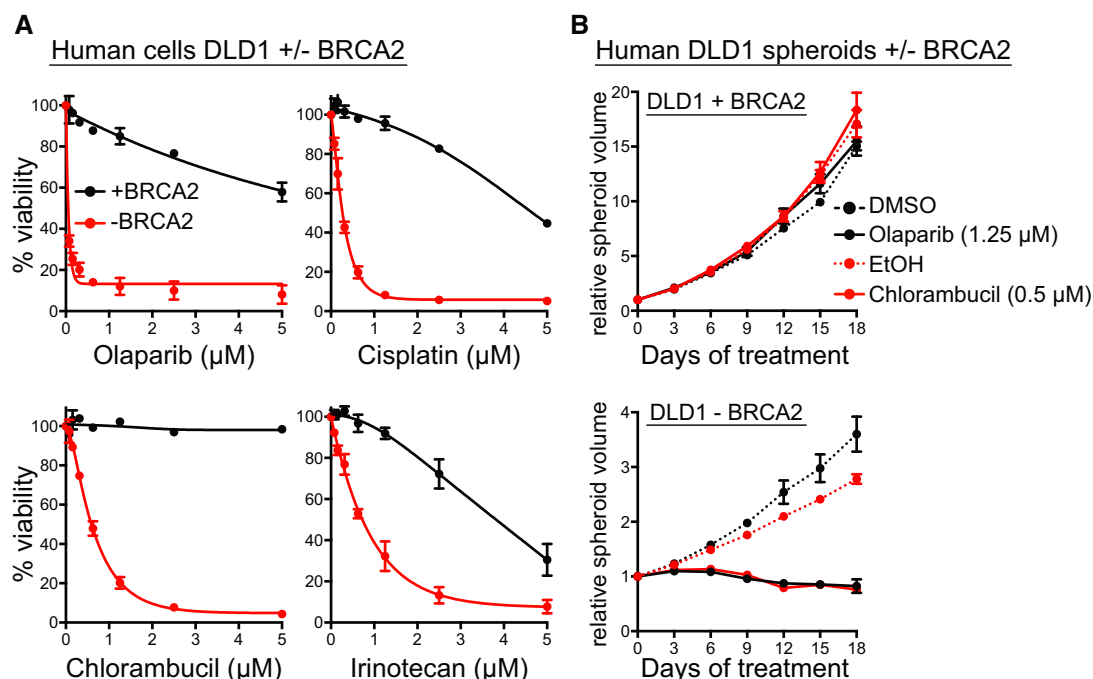 A
Human cells DLD1 +/- BRCA2
% viability
100
80
60
40
20
0
+BRCA2
-BRCA2
0 1 2 3 4 5
Olaparib (µM)
100
80
60
40
20
0
0 1 2 3 4 5
Cisplatin (µM)
% viability
100
80
60
40
20
0
0 1 2 3 4 5
Chlorambucil (µM)
100
80
60
40
20
0
0 1 2 3 4 5
Irinotecan (µM)
B
Human DLD1 spheroids +/- BRCA2
relative spheroid volume
20
15
10
5
0
DLD1 + BRCA2
DMSO
Olaparib (1.25 µM)
EtOH
Chlorambucil (0.5 µM)
0 3 6 9 12 15 18
Days of treatment
relative spheroid volume
4
3
2
1
0
DLD1 - BRCA2
0 3 6 9 12 15 18
Days of treatment